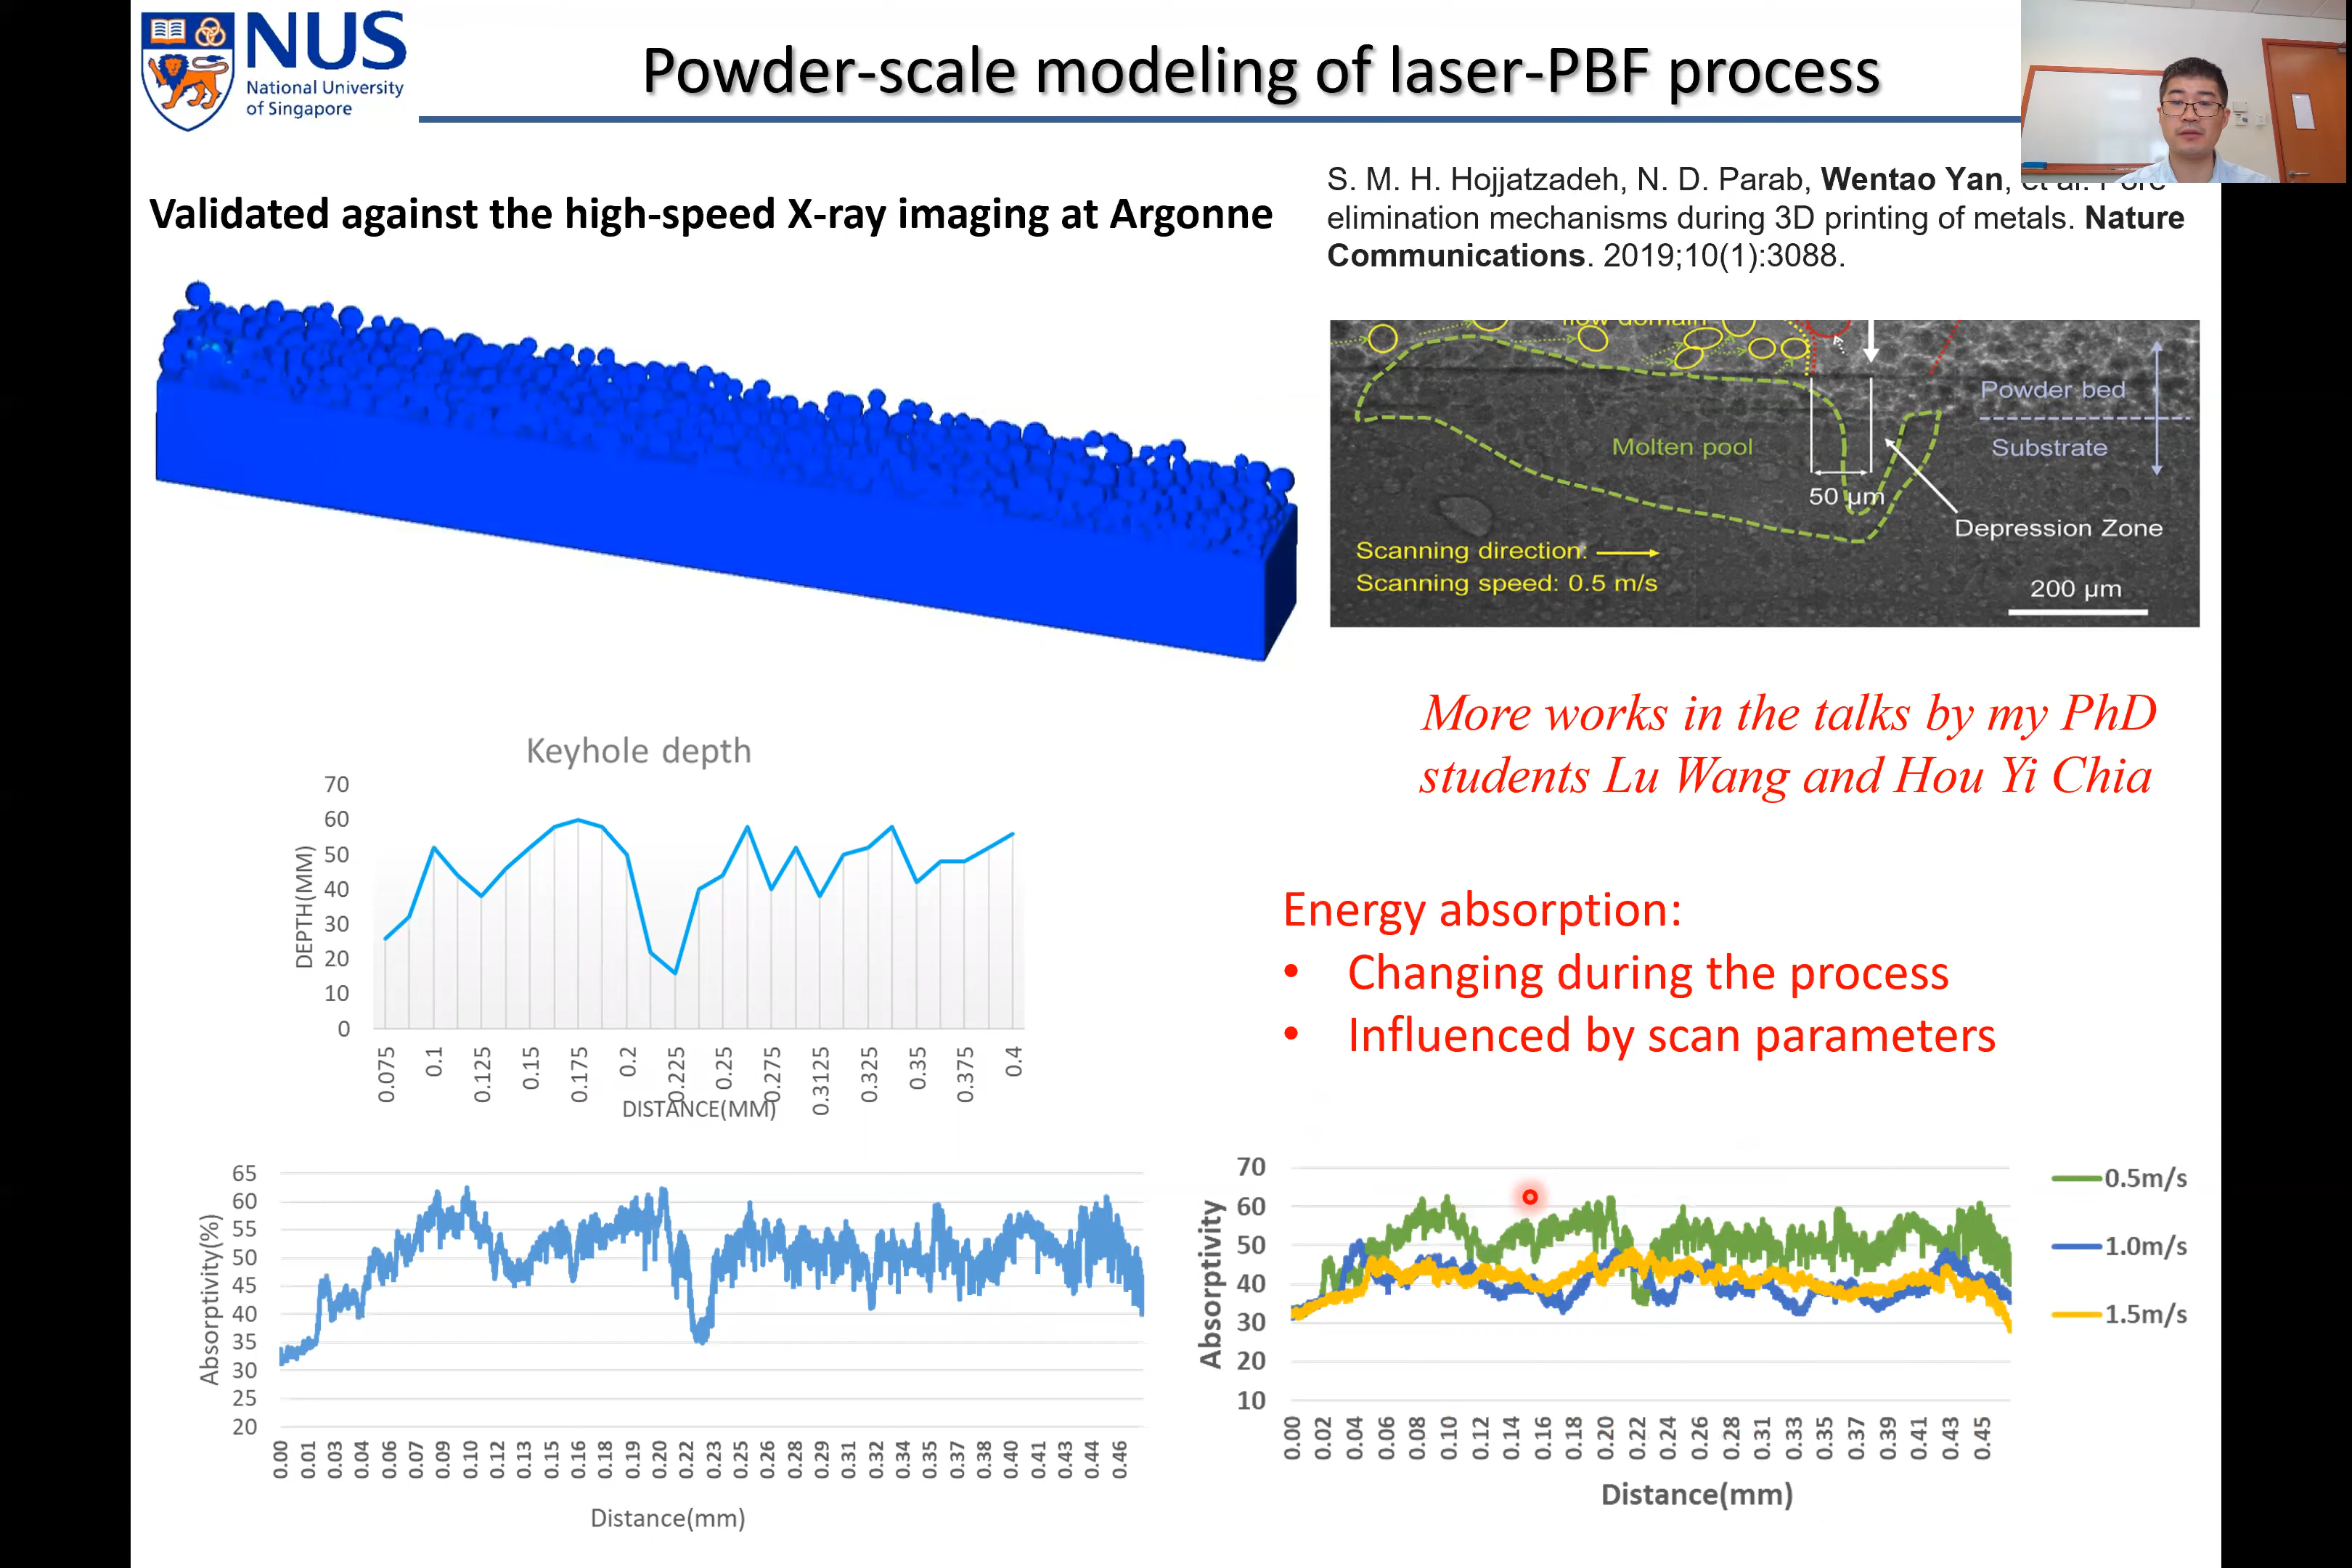 NUS
National University
of Singapore
Powder-scale modeling of laser-PBF process
Validated against the high-speed X-ray imaging at Argonne
S. M. H. Hojjatzadeh, N. D. Parab, Wentao Yan,
elimination mechanisms during 3D printing of metals. Nature
Communications. 2019;10(1):3088.
Powder bed
Molten pool
Substrate
50 µm
Depression Zone
Scanning direction:
Scanning speed: 0.5 m/s
200 µm
More works in the talks by my PhD
students Lu Wang and Hou Yi Chia
Keyhole depth
DEPTH(MM)
70
60
50
40
30
20
10
0
0.075 0.1 0.125 0.15 0.175 0.2 0.225 0.25 0.275 0.3125 0.325 0.35 0.375 0.4
DISTANCE(MM)
Energy absorption:
• Changing during the process
• Influenced by scan parameters
Absorptivity(%)
65
60
55
50
45
40
35
30
25
20
0.00 0.01 0.03 0.04 0.06 0.07 0.09 0.10 0.12 0.13 0.15 0.16 0.18 0.19 0.20 0.22 0.23 0.25 0.26 0.28 0.29 0.31 0.32 0.34 0.35 0.37 0.38 0.40 0.41 0.43 0.44 0.46
Distance(mm)
Absorptivity
70
60
50
40
30
20
10
0.00 0.02 0.04 0.06 0.08 0.10 0.12 0.14 0.16 0.18 0.20 0.22 0.24 0.26 0.28 0.31 0.33 0.35 0.37 0.39 0.41 0.43 0.45
Distance(mm)
0.5m/s
1.0m/s
1.5m/s